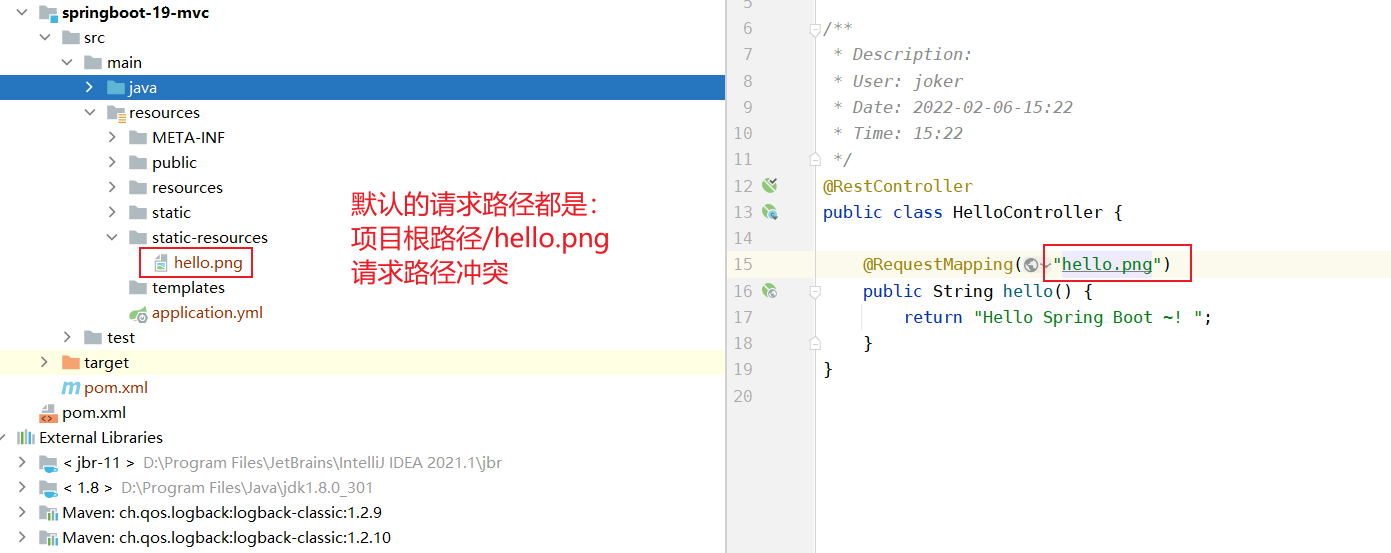 springboot-19-mvc
src
main
java
resources
META-INF
public
resources
static
static-resources
hello.png
templates
application.yml
test
target
pom.xml
pom.xml
External Libraries
< jbr-11 > D:\Program Files\JetBrains\IntelliJ IDEA 2021.1\jbr
< 1.8 > D:\Program Files\Java\jdk1.8.0_301
Maven: ch.qos.logback:logback-classic:1.2.9
Maven: ch.qos.logback:logback-classic:1.2.10
默认的请求路径都是：
项目根路径/hello.png
请求路径冲突
5
6 /**
7 * Description:
8 * User: joker
9 * Date: 2022-02-06-15:22
10 * Time: 15:22
11 */
12 @RestController
13 public class HelloController {
14
15 @RequestMapping("hello.png")
16 public String hello() {
17 return "Hello Spring Boot ~! ";
18 }
19 }
20